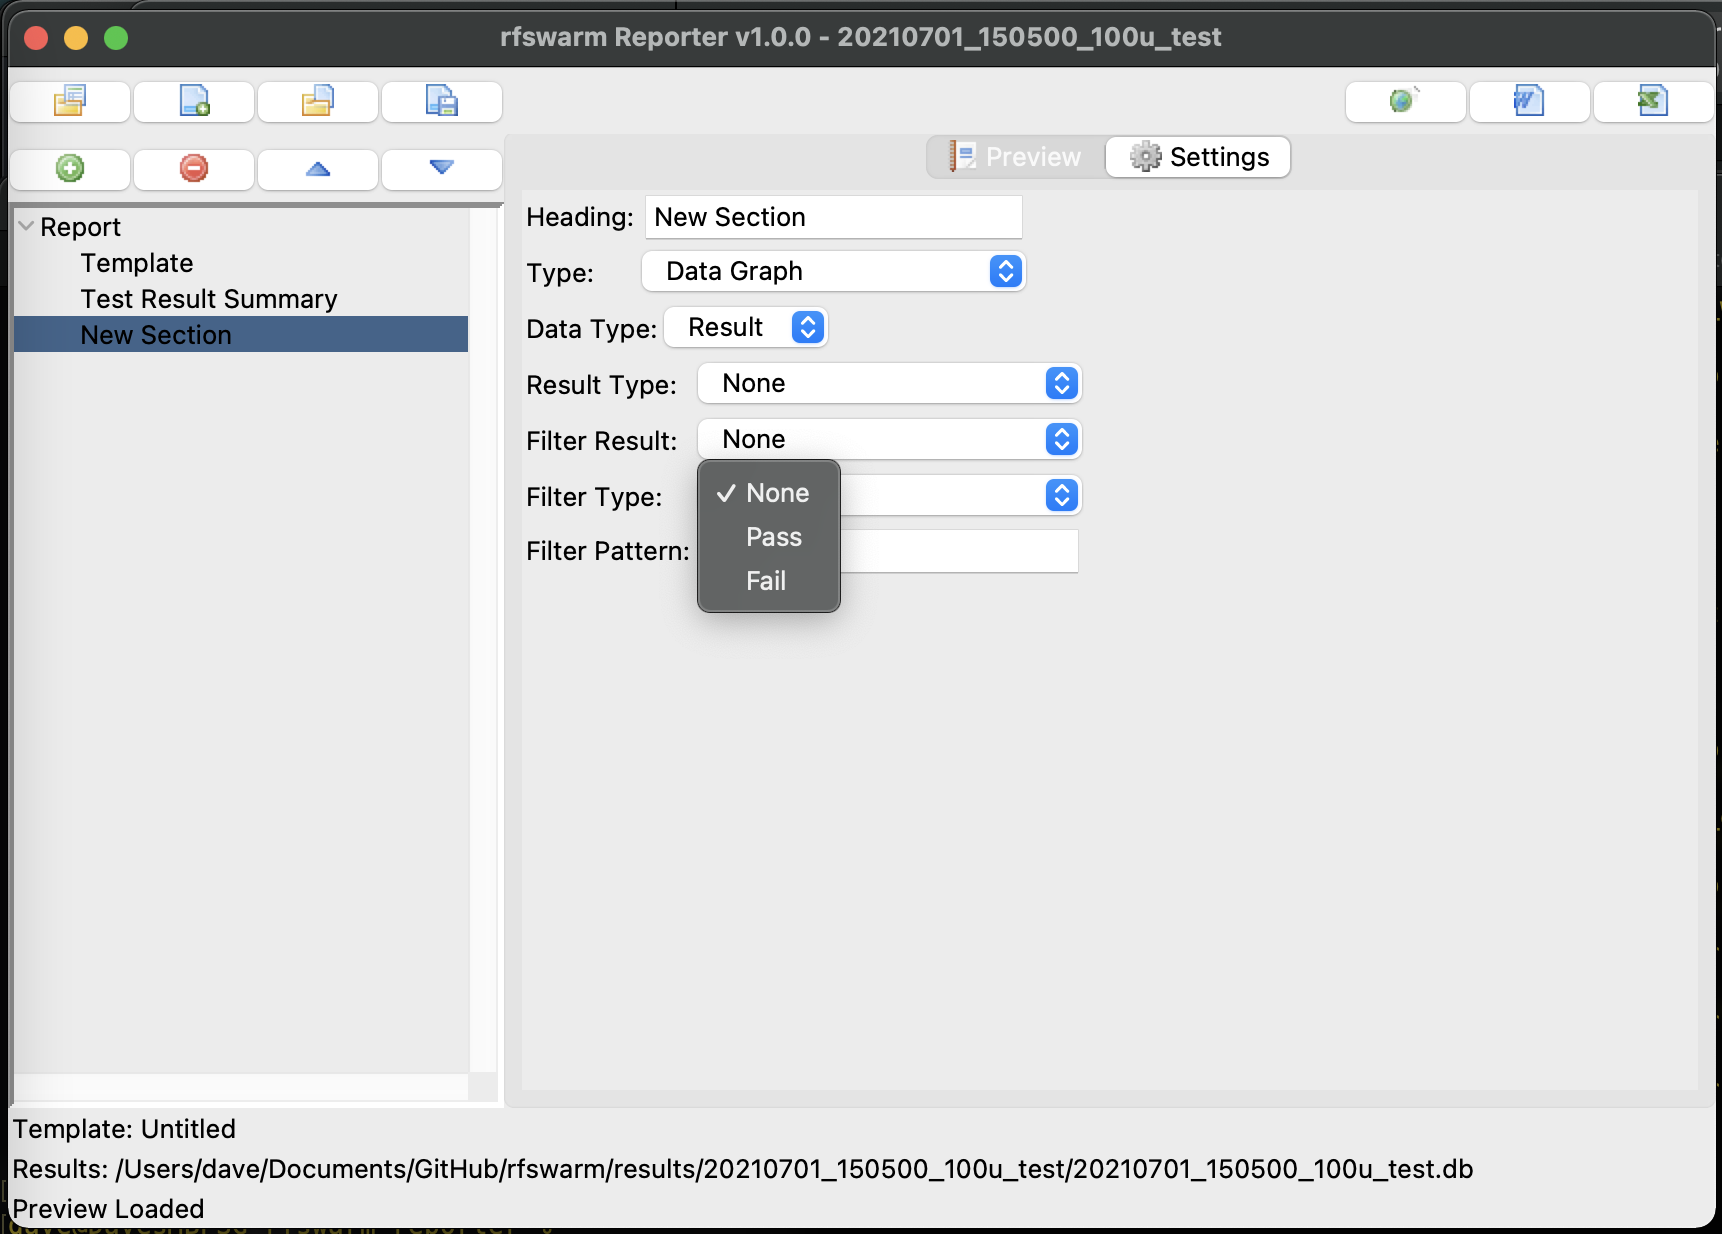 rfswarm Reporter v1.0.0 - 20210701_150500_100u_test
Preview
Settings
Report
Template
Test Result Summary
New Section
Heading: New Section
Type: Data Graph
Data Type: Result
Result Type: None
Filter Result: None
Filter Type:
Filter Pattern:
✓ None
Pass
Fail
Template: Untitled
Results: /Users/dave/Documents/GitHub/rfswarm/results/20210701_150500_100u_test/20210701_150500_100u_test.db
Preview Loaded